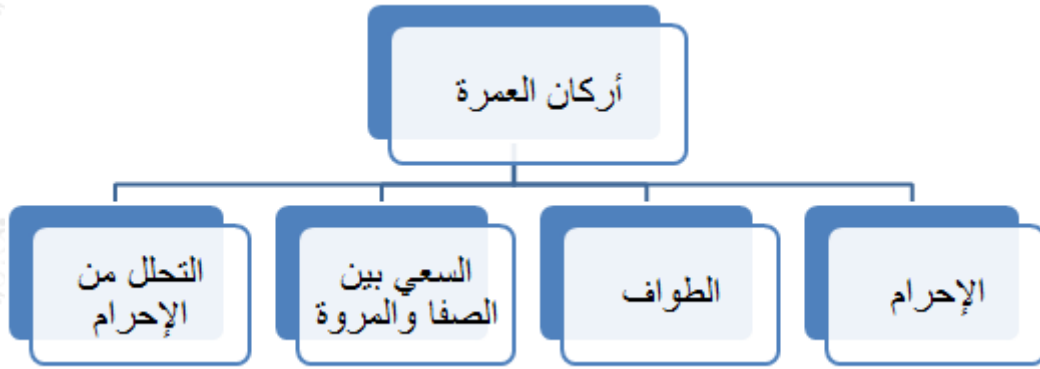 أركان العمرة
الإحرام
الطواف
السعي بين
الصفا والمروة
التحلل من
الإحرام